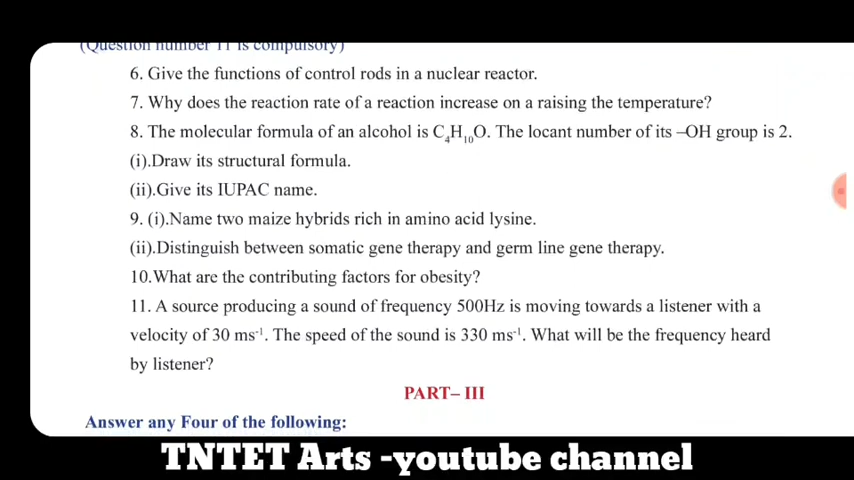 (Question number 11 is compulsory)
6. Give the functions of control rods in a nuclear reactor.
7. Why does the reaction rate of a reaction increase on a raising the temperature?
8. The molecular formula of an alcohol is C₄H₁₀O. The locant number of its –OH group is 2.
(i).Draw its structural formula.
(ii).Give its IUPAC name.
9. (i).Name two maize hybrids rich in amino acid lysine.
(ii).Distinguish between somatic gene therapy and germ line gene therapy.
10.What are the contributing factors for obesity?
11. A source producing a sound of frequency 500Hz is moving towards a listener with a
velocity of 30 ms⁻¹. The speed of the sound is 330 ms⁻¹. What will be the frequency heard
by listener?
PART– III
Answer any Four of the following:
TNTET Arts -youtube channel